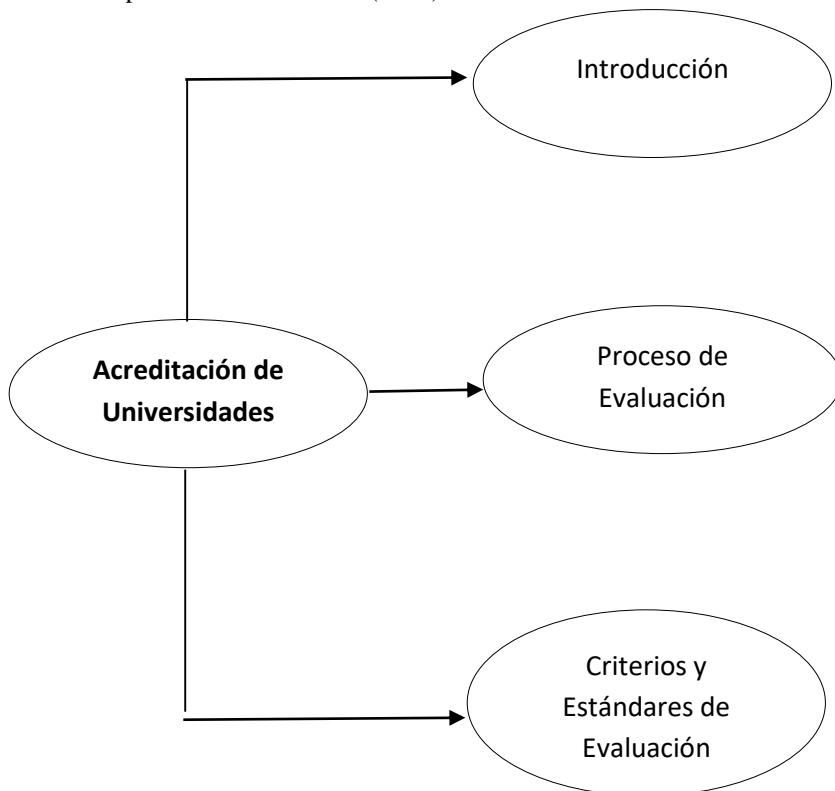 Introducción
Acreditación de
Universidades
Proceso de
Evaluación
Criterios y
Estándares de
Evaluación